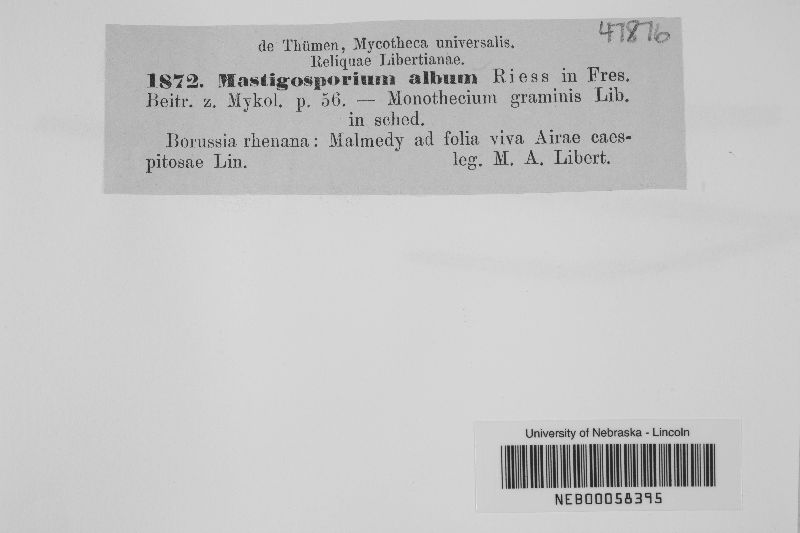 47876
de Thümen, Mycotheca universalis.
Reliquae Libertianae.
1872. Mastigosporium album Riess in Fres.
Beitr. z. Mykol. p. 56. — Monothecium graminis Lib.
in sched.
Borussia rhenana: Malmedy ad folia viva Airae caes-
pitosae Lin. leg. M. A. Libert.
University of Nebraska - Lincoln
NEB00058395